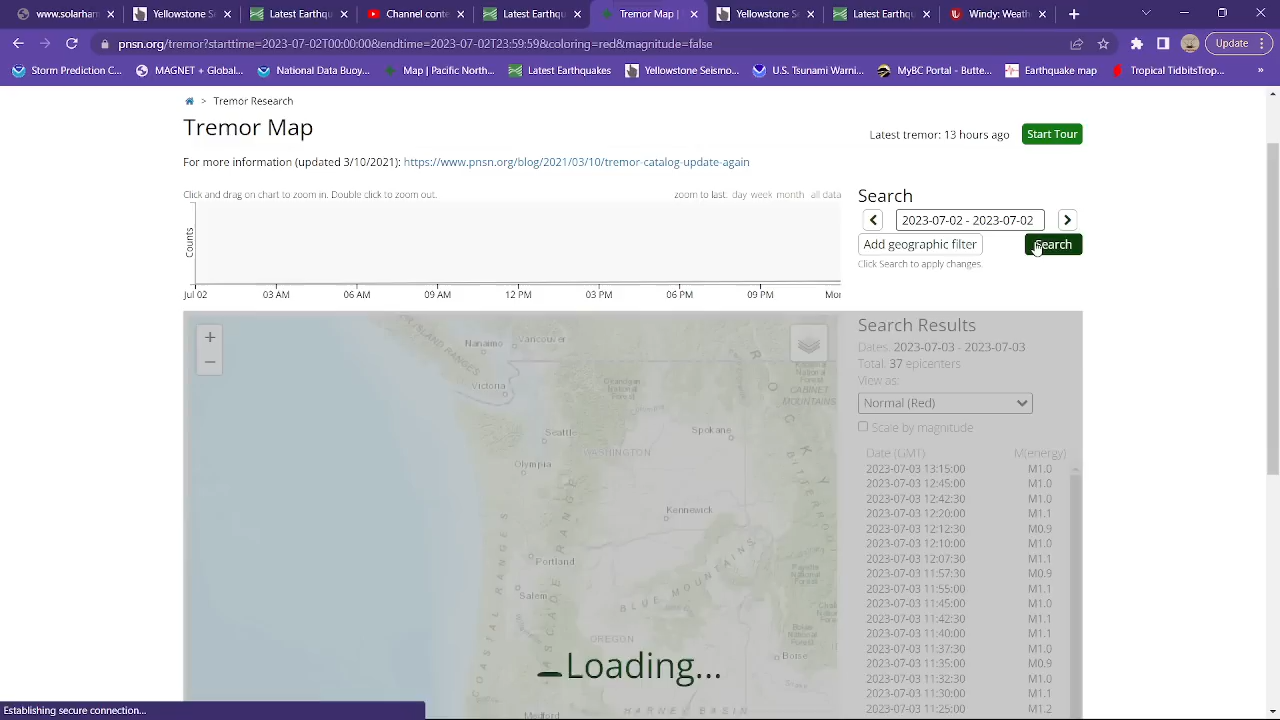 www.solarham
Yellowstone S
Latest Earthq
Channel conte
Latest Earthqu
Tremor Map |
Yellowstone Se
Latest Earthqu
Windy: Weath
pnsn.org/tremor?starttime=2023-07-02T00:00:00&endtime=2023-07-02T23:59:59&coloring=red&magnitude=false
Update
Storm Prediction C...
MAGNET + Global...
National Data Buoy...
Map | Pacific North...
Latest Earthquakes
Yellowstone Seismo...
U.S. Tsunami Warni...
MyBC Portal - Butte...
Earthquake map
Tropical TidbitsTrop...
»
> Tremor Research
Tremor Map
Latest tremor: 13 hours ago
Start Tour
For more information (updated 3/10/2021): https://www.pnsn.org/blog/2021/03/10/tremor-catalog-update-again
Click and drag on chart to zoom in. Double click to zoom out.
zoom to last: day week month all data
Search
2023-07-02 - 2023-07-02
Add geographic filter
Search
Click Search to apply changes.
Counts
Jul 02 03 AM 06 AM 09 AM 12 PM 03 PM 06 PM 09 PM Mon
+
−
Search Results
Dates: 2023-07-03 - 2023-07-03
Total: 37 epicenters
View as:
Normal (Red)
Scale by magnitude
Date (GMT) M(energy)
2023-07-03 13:15:00 M1.0
2023-07-03 12:45:00 M1.0
2023-07-03 12:42:30 M1.0
2023-07-03 12:20:00 M1.1
2023-07-03 12:12:30 M0.9
2023-07-03 12:10:00 M1.0
2023-07-03 12:07:30 M1.1
2023-07-03 11:57:30 M0.9
2023-07-03 11:55:00 M1.1
2023-07-03 11:45:00 M1.0
2023-07-03 11:42:30 M1.1
2023-07-03 11:40:00 M1.1
2023-07-03 11:37:30 M1.1
2023-07-03 11:35:00 M0.9
2023-07-03 11:32:30 M1.0
2023-07-03 11:30:00 M1.1
2023-07-03 11:25:00 M1.2
Nanaimo
Vancouver
Victoria
CABINET
MOUNTAINS
Seattl
Spokane
WASHINGTON
Olympia
Kennewick
Portland
Salem
BLUE MOUNTAINS
COASTAL RANGE
OREGON
Boise
Loading...
Medford
HARNEY BASIN
Establishing secure connection...